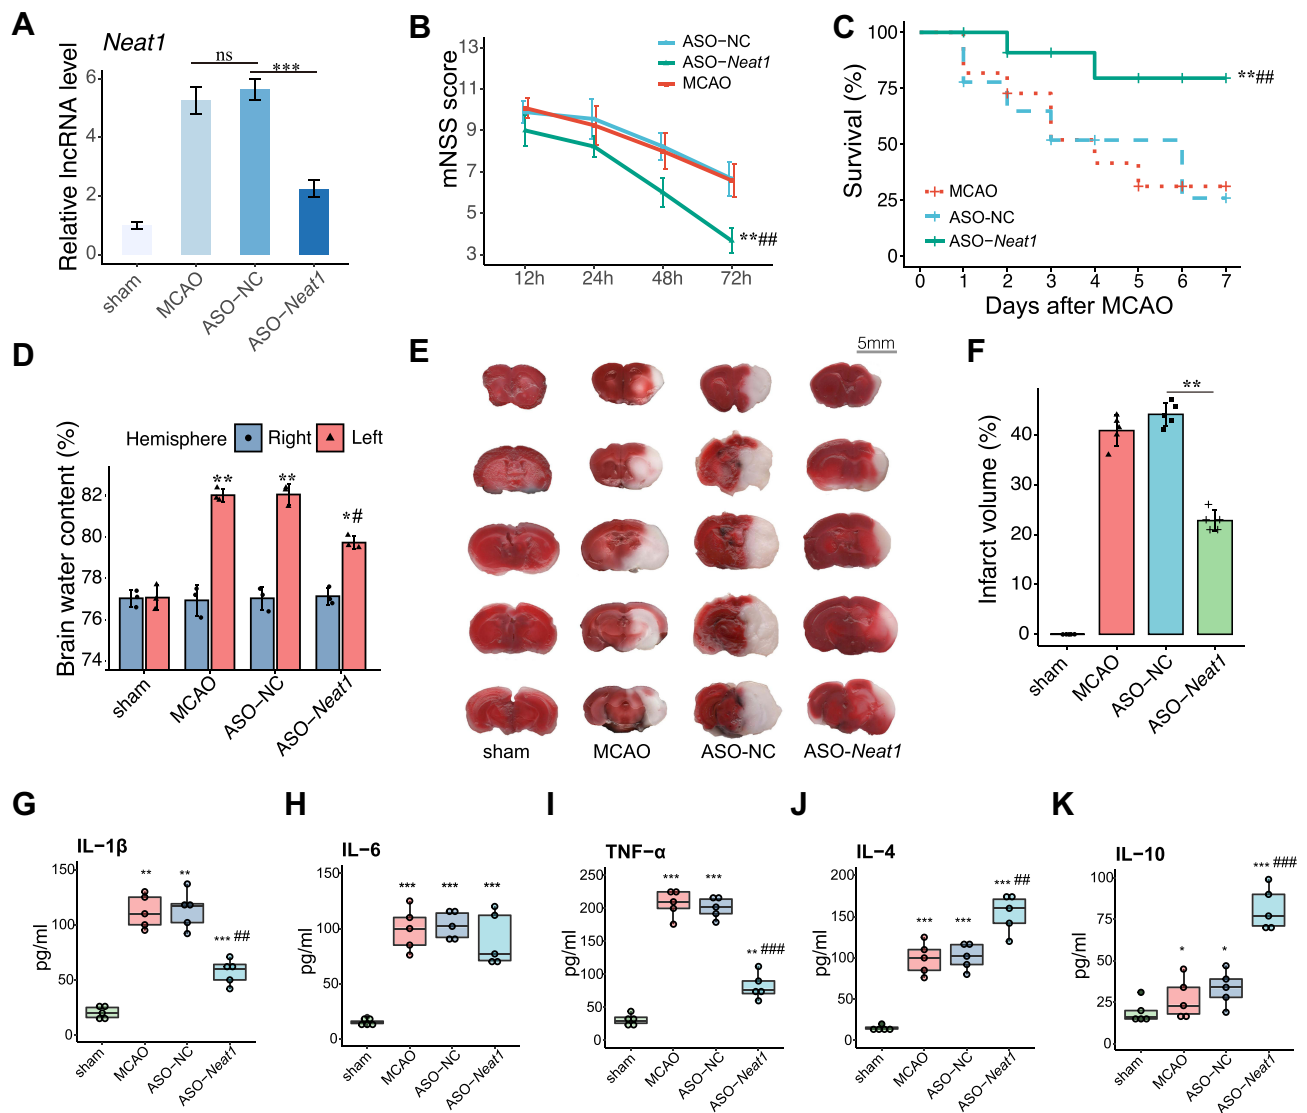 A
Neat1
Relative lncRNA level
6
4
2
0
ns
***
sham
MCAO
ASO−NC
ASO−Neat1
B
mNSS score
13
9
7
5
3
ASO−NC
ASO−Neat1
MCAO
**##
12h
24h
48h
72h
C
Survival (%)
100
75
50
25
0
**##
MCAO
ASO-NC
ASO−Neat1
0 1 2 3 4 5 6 7
Days after MCAO
D
Hemisphere Right Left
Brain water content (%)
82
80
78
76
74
**
**
*#
sham
MCAO
ASO−NC
ASO−Neat1
E
5mm
sham MCAO ASO-NC ASO-Neat1
F
Infarct volume (%)
40
30
20
10
0
**
sham
MCAO
ASO−NC
ASO−Neat1
G
IL−1β
pg/ml
150
100
50
0
**
**
*** ##
sham
MCAO
ASO−NC
ASO−Neat1
H
IL−6
pg/ml
150
100
50
0
***
***
***
sham
MCAO
ASO−NC
ASO−Neat1
I
TNF−α
pg/ml
250
200
150
100
50
0
***
***
** ###
sham
MCAO
ASO−NC
ASO−Neat1
J
IL−4
pg/ml
200
150
100
50
0
***
***
*** ##
sham
MCAO
ASO−NC
ASO−Neat1
K
IL−10
pg/ml
100
75
50
25
0
*
*
*** ###
sham
MCAO
ASO−NC
ASO−Neat1